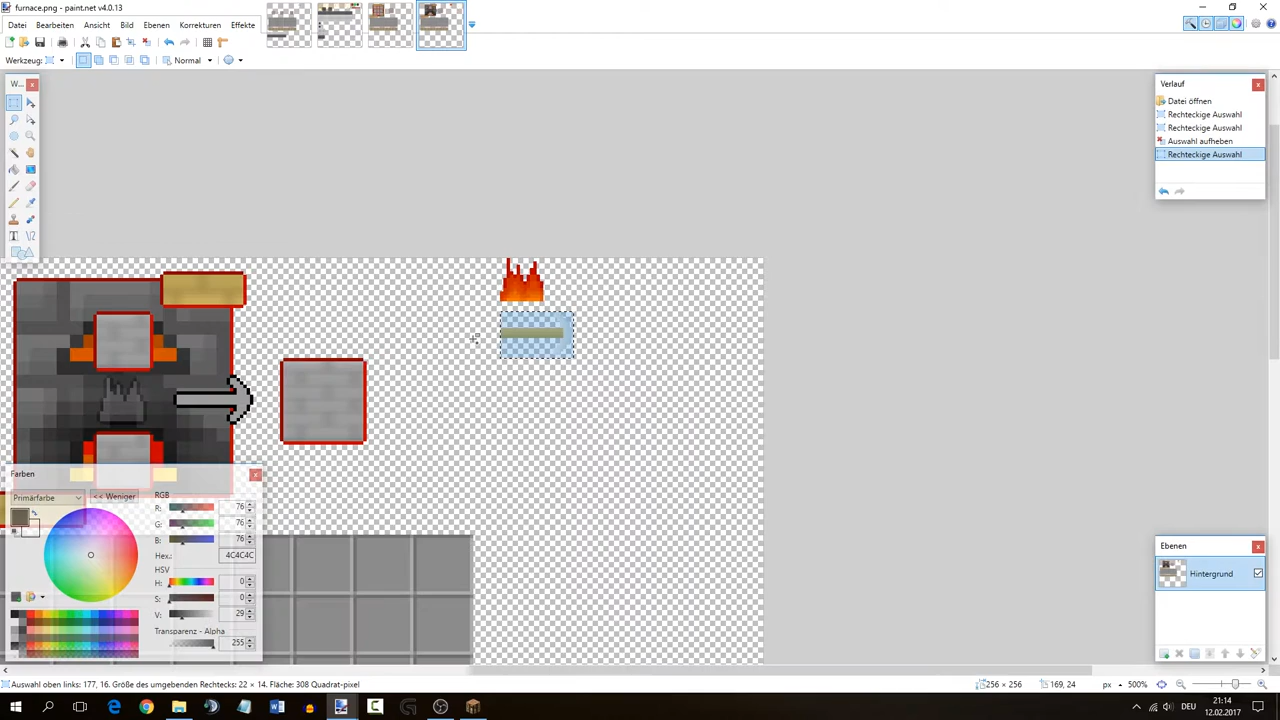 furnace.png - paint.net v4.0.13
Datei Bearbeiten Ansicht Bild Ebenen Korrekturen Effekte
Werkzeug: Normal
W...
Verlauf
Datei öffnen
Rechteckige Auswahl
Rechteckige Auswahl
Auswahl aufheben
Rechteckige Auswahl
Farben
Primärfarbe
<< Weniger
RGB
R: 76
G: 76
B: 76
Hex: 4C4C4C
HSV
H: 0
S: 0
V: 29
Transparenz - Alpha
255
Ebenen
Hintergrund
Auswahl oben links: 177, 16. Größe des umgebenden Rechtecks: 22 × 14. Fläche: 308 Quadrat-pixel
256 × 256 169, 24 px 500%
DEU 21:14
12.02.2017